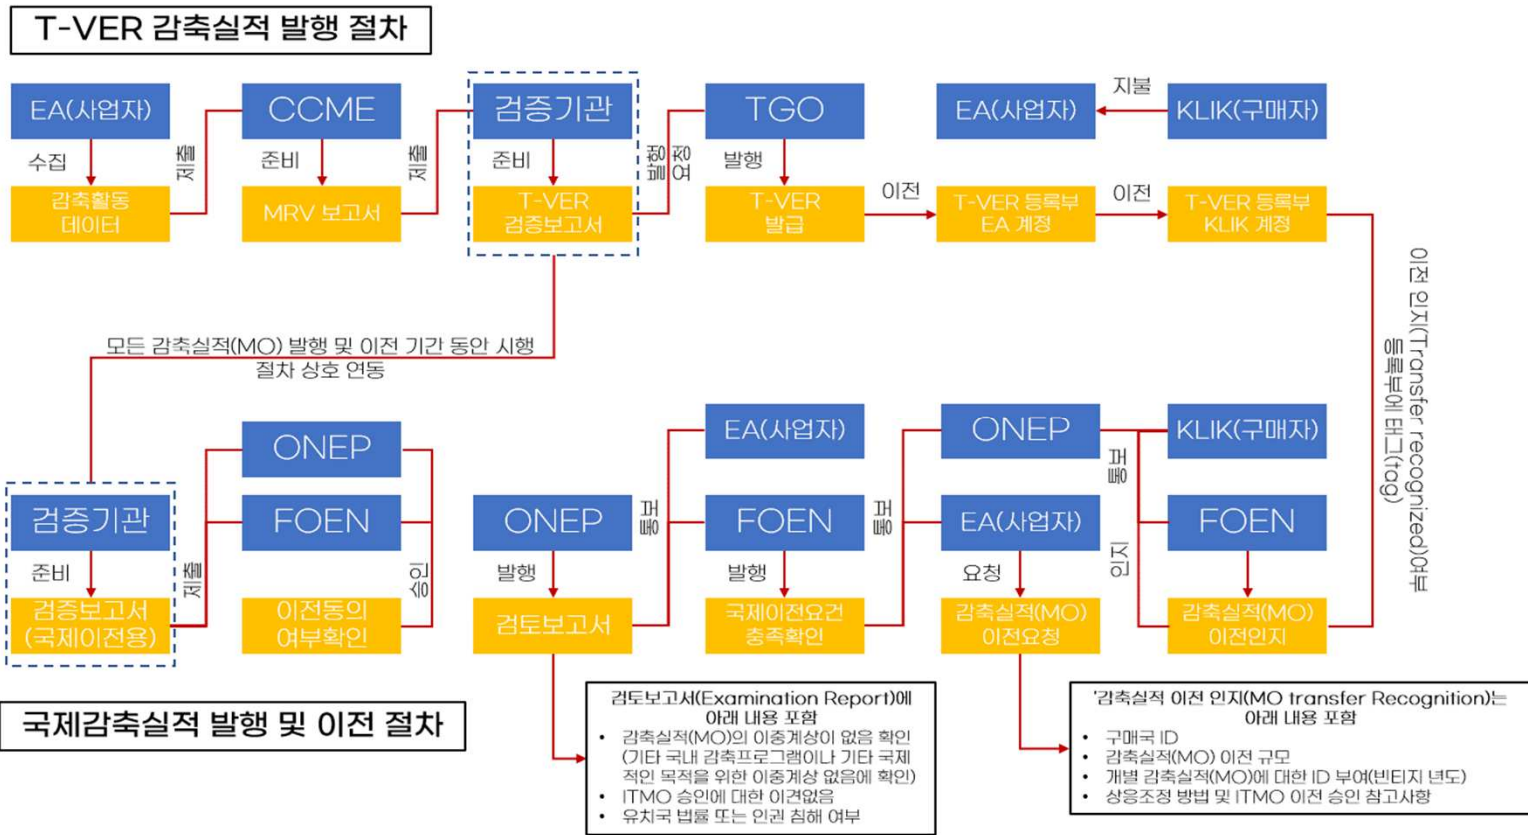 T-VER 감축실적 발행 절차
EA(사업자)
수집
감축활동
데이터
제출
CCME
준비
MRV 보고서
제출
검증기관
준비
T-VER
검증보고서
발행
요청
TGO
발행
T-VER
발급
이전
EA(사업자)
지불
KLIK(구매자)
T-VER 등록부
EA 계정
이전
T-VER 등록부
KLIK 계정
이전 인지(Transfer recognized)여부
등록부에 태그(tag)
모든 감축실적(MO) 발행 및 이전 기간 동안 시행
절차 상호 연동
검증기관
준비
검증보고서
(국제이전용)
제출
ONEP
FOEN
이전동의
여부확인
승인
ONEP
발행
검토보고서
통보
EA(사업자)
FOEN
발행
국제이전요건
충족확인
통보
ONEP
EA(사업자)
요청
감축실적(MO)
이전요청
통보
인지
KLIK(구매자)
FOEN
감축실적(MO)
이전인지
국제감축실적 발행 및 이전 절차
검토보고서(Examination Report)에
아래 내용 포함
• 감축실적(MO)의 이중계상이 없음 확인
(기타 국내 감축프로그램이나 기타 국제
적인 목적을 위한 이중계상 없음에 확인)
• ITMO 승인에 대한 이견없음
• 유치국 법률 또는 인권 침해 여부
'감축실적 이전 인지(MO transfer Recognition)는
아래 내용 포함
• 구매국 ID
• 감축실적(MO) 이전 규모
• 개별 감축실적(MO)에 대한 ID 부여(빈티지 년도)
• 상응조정 방법 및 ITMO 이전 승인 참고사항